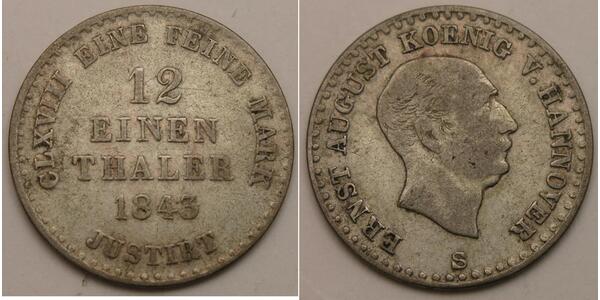 CLXVIII EINE FEINE MARK
12
EINEN
THALER
1843
JUSTIRT
ERNST AUGUST KOENIG V. HANNOVER
S